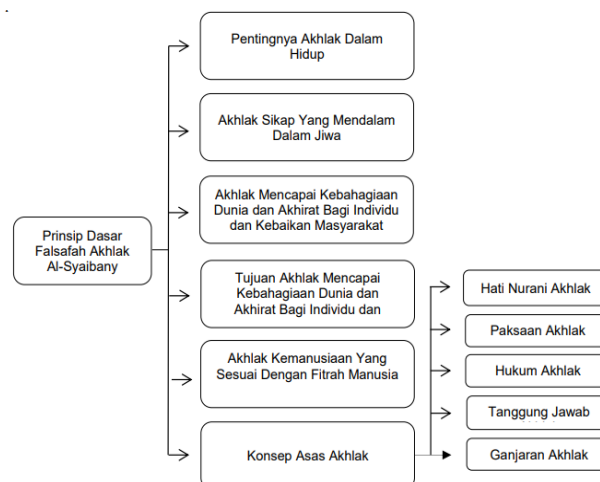 .
Prinsip Dasar
Falsafah Akhlak
Al-Syaibany
Pentingnya Akhlak Dalam
Hidup
Akhlak Sikap Yang Mendalam
Dalam Jiwa
Akhlak Mencapai Kebahagiaan
Dunia dan Akhirat Bagi Individu
dan Kebaikan Masyarakat
Tujuan Akhlak Mencapai
Kebahagiaan Dunia dan
Akhirat Bagi Individu dan
Akhlak Kemanusiaan Yang
Sesuai Dengan Fitrah Manusia
Konsep Asas Akhlak
Hati Nurani Akhlak
Paksaan Akhlak
Hukum Akhlak
Tanggung Jawab
Ganjaran Akhlak